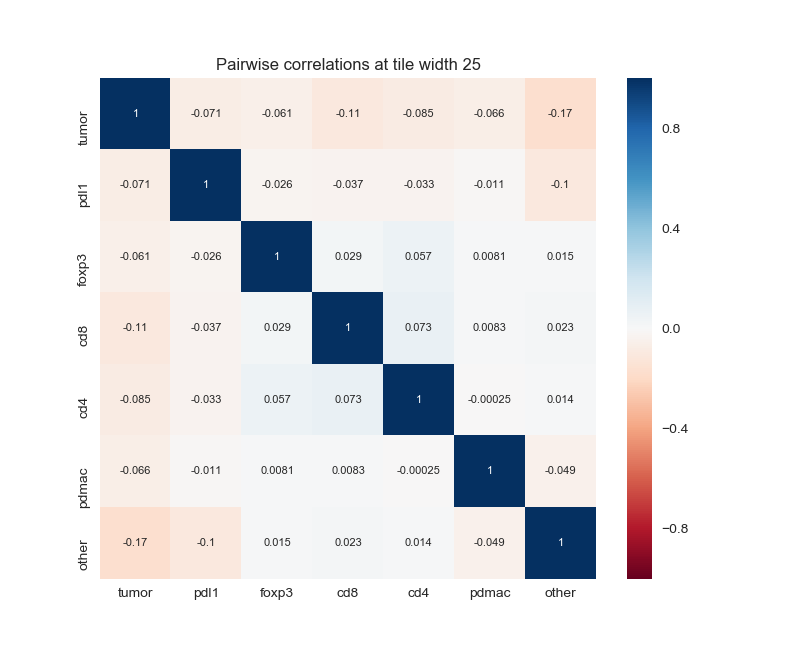 Pairwise correlations at tile width 25
tumor 1 -0.071 -0.061 -0.11 -0.085 -0.066 -0.17
pdl1 -0.071 1 -0.026 -0.037 -0.033 -0.011 -0.1
foxp3 -0.061 -0.026 1 0.029 0.057 0.0081 0.015
cd8 -0.11 -0.037 0.029 1 0.073 0.0083 0.023
cd4 -0.085 -0.033 0.057 0.073 1 -0.00025 0.014
pdmac -0.066 -0.011 0.0081 0.0083 -0.00025 1 -0.049
other -0.17 -0.1 0.015 0.023 0.014 -0.049 1
tumor pdl1 foxp3 cd8 cd4 pdmac other
0.8
0.4
0.0
−0.4
−0.8